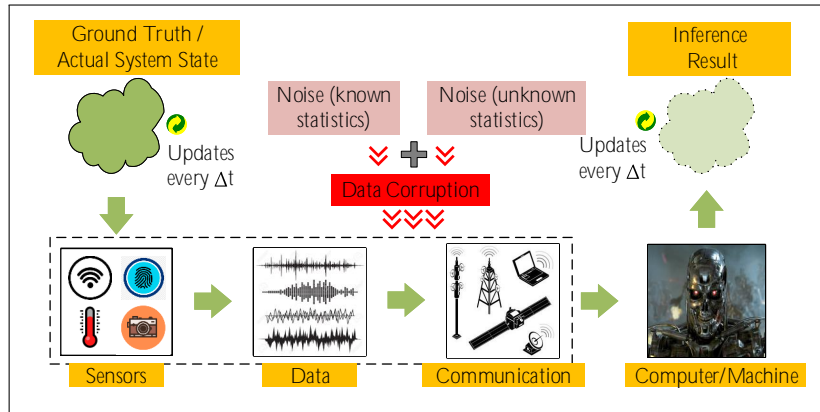 Ground Truth /
Actual System State
Inference
Result
Noise (known
statistics)
Noise (unknown
statistics)
Updates
every Δt
Updates
every Δt
Data Corruption
Sensors
Data
Communication
Computer/Machine